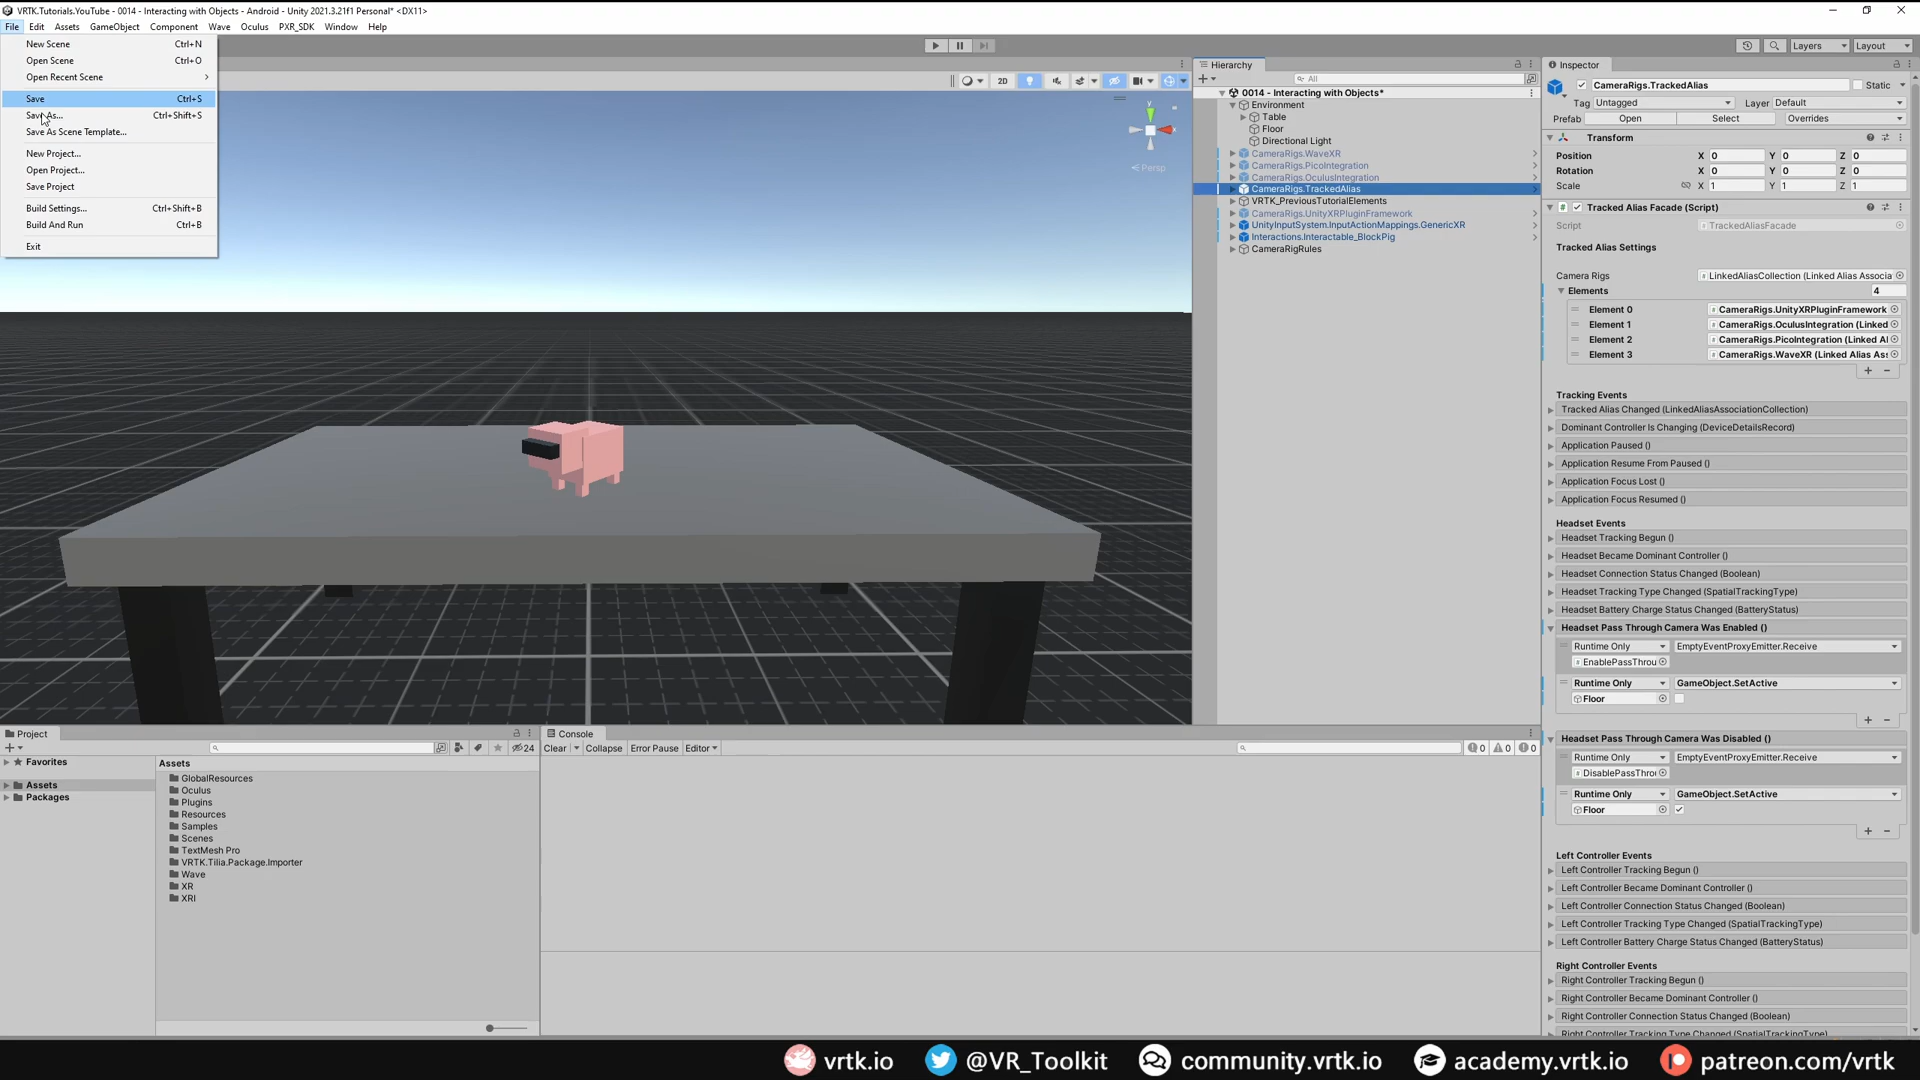 VRTK.Tutorials.YouTube - 0014 - Interacting with Objects - Android - Unity 2021.3.21f1 Personal* <DX11>
File Edit Assets GameObject Component Wave Oculus PXR_SDK Window Help
Layers Layout
New Scene Ctrl+N
Open Scene Ctrl+O
Open Recent Scene
Save Ctrl+S
Save As... Ctrl+Shift+S
Save As Scene Template...
New Project...
Open Project...
Save Project
Build Settings... Ctrl+Shift+B
Build And Run Ctrl+B
Exit
2D
y
Persp
Hierarchy
All
0014 - Interacting with Objects*
Environment
Table
Floor
Directional Light
CameraRigs.WaveXR
CameraRigs.PicoIntegration
CameraRigs.OculusIntegration
CameraRigs.TrackedAlias
VRTK_PreviousTutorialElements
CameraRigs.UnityXRPluginFramework
UnityInputSystem.InputActionMappings.GenericXR
Interactions.Interactable_BlockPig
CameraRigRules
Inspector
CameraRigs.TrackedAlias Static
Tag Untagged Layer Default
Prefab Open Select Overrides
Transform
Position X 0 Y 0 Z 0
Rotation X 0 Y 0 Z 0
Scale X 1 Y 1 Z 1
Tracked Alias Facade (Script)
Script TrackedAliasFacade
Tracked Alias Settings
Camera Rigs LinkedAliasCollection (Linked Alias Associa
Elements 4
Element 0 CameraRigs.UnityXRPluginFramework
Element 1 CameraRigs.OculusIntegration (Linked
Element 2 CameraRigs.PicoIntegration (Linked Al
Element 3 CameraRigs.WaveXR (Linked Alias Ass
Tracking Events
Tracked Alias Changed (LinkedAliasAssociationCollection)
Dominant Controller Is Changing (DeviceDetailsRecord)
Application Paused ()
Application Resume From Paused ()
Application Focus Lost ()
Application Focus Resumed ()
Headset Events
Headset Tracking Begun ()
Headset Became Dominant Controller ()
Headset Connection Status Changed (Boolean)
Headset Tracking Type Changed (SpatialTrackingType)
Headset Battery Charge Status Changed (BatteryStatus)
Headset Pass Through Camera Was Enabled ()
Runtime Only EmptyEventProxyEmitter.Receive
EnablePassThrou
Runtime Only GameObject.SetActive
Floor
Headset Pass Through Camera Was Disabled ()
Runtime Only EmptyEventProxyEmitter.Receive
DisablePassThro
Runtime Only GameObject.SetActive
Floor
Left Controller Events
Left Controller Tracking Begun ()
Left Controller Became Dominant Controller ()
Left Controller Connection Status Changed (Boolean)
Left Controller Tracking Type Changed (SpatialTrackingType)
Left Controller Battery Charge Status Changed (BatteryStatus)
Right Controller Events
Right Controller Tracking Begun ()
Right Controller Became Dominant Controller ()
Right Controller Connection Status Changed (Boolean)
Right Controller Tracking Type Changed (SpatialTrackingType)
Project
24
Favorites
Assets
Packages
Assets
GlobalResources
Oculus
Plugins
Resources
Samples
Scenes
TextMesh Pro
VRTK.Tilia.Package.Importer
Wave
XR
XRI
Console
Clear Collapse Error Pause Editor
0 0 0
vrtk.io @VR_Toolkit community.vrtk.io academy.vrtk.io patreon.com/vrtk